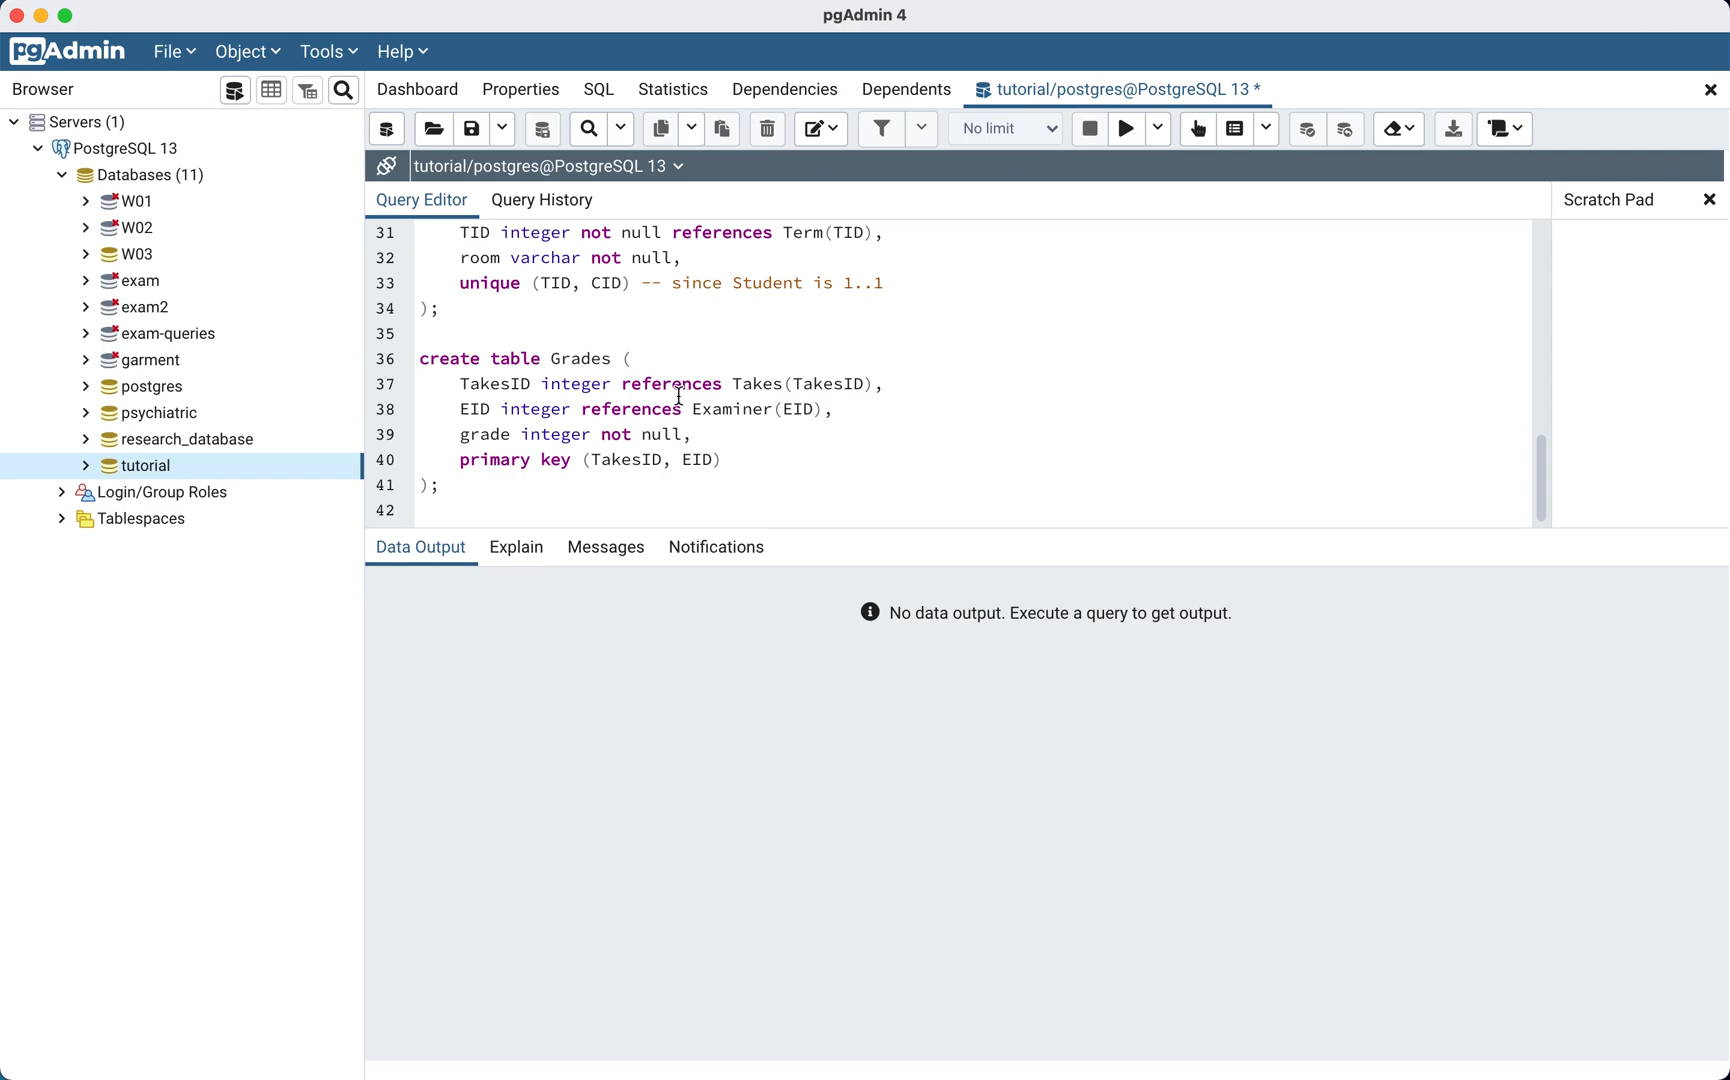 pgAdmin 4
pgAdmin File Object Tools Help
Browser
Dashboard Properties SQL Statistics Dependencies Dependents tutorial/postgres@PostgreSQL 13 *
No limit
tutorial/postgres@PostgreSQL 13
Query Editor Query History
Scratch Pad
Servers (1)
PostgreSQL 13
Databases (11)
W01
W02
W03
exam
exam2
exam-queries
garment
postgres
psychiatric
research_database
tutorial
Login/Group Roles
Tablespaces
31 TID integer not null references Term(TID),
32 room varchar not null,
33 unique (TID, CID) -- since Student is 1..1
34 );
35
36 create table Grades (
37 TakesID integer references Takes(TakesID),
38 EID integer references Examiner(EID),
39 grade integer not null,
40 primary key (TakesID, EID)
41 );
42
Data Output Explain Messages Notifications
No data output. Execute a query to get output.